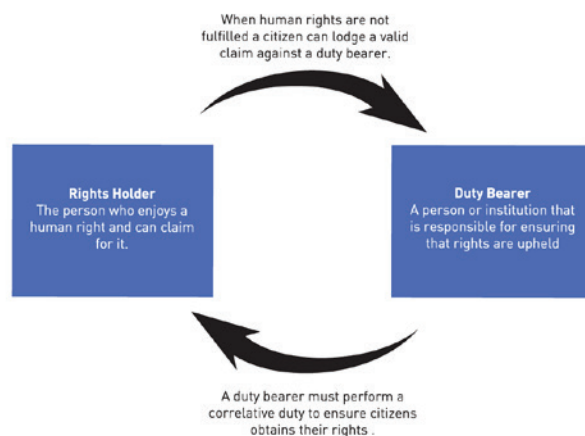 When human rights are not
fulfilled a citizen can lodge a valid
claim against a duty bearer.
Rights Holder
The person who enjoys a
human right and can claim
for it.
Duty Bearer
A person or institution that
is responsible for ensuring
that rights are upheld
A duty bearer must perform a
correlative duty to ensure citizens
obtains their rights .